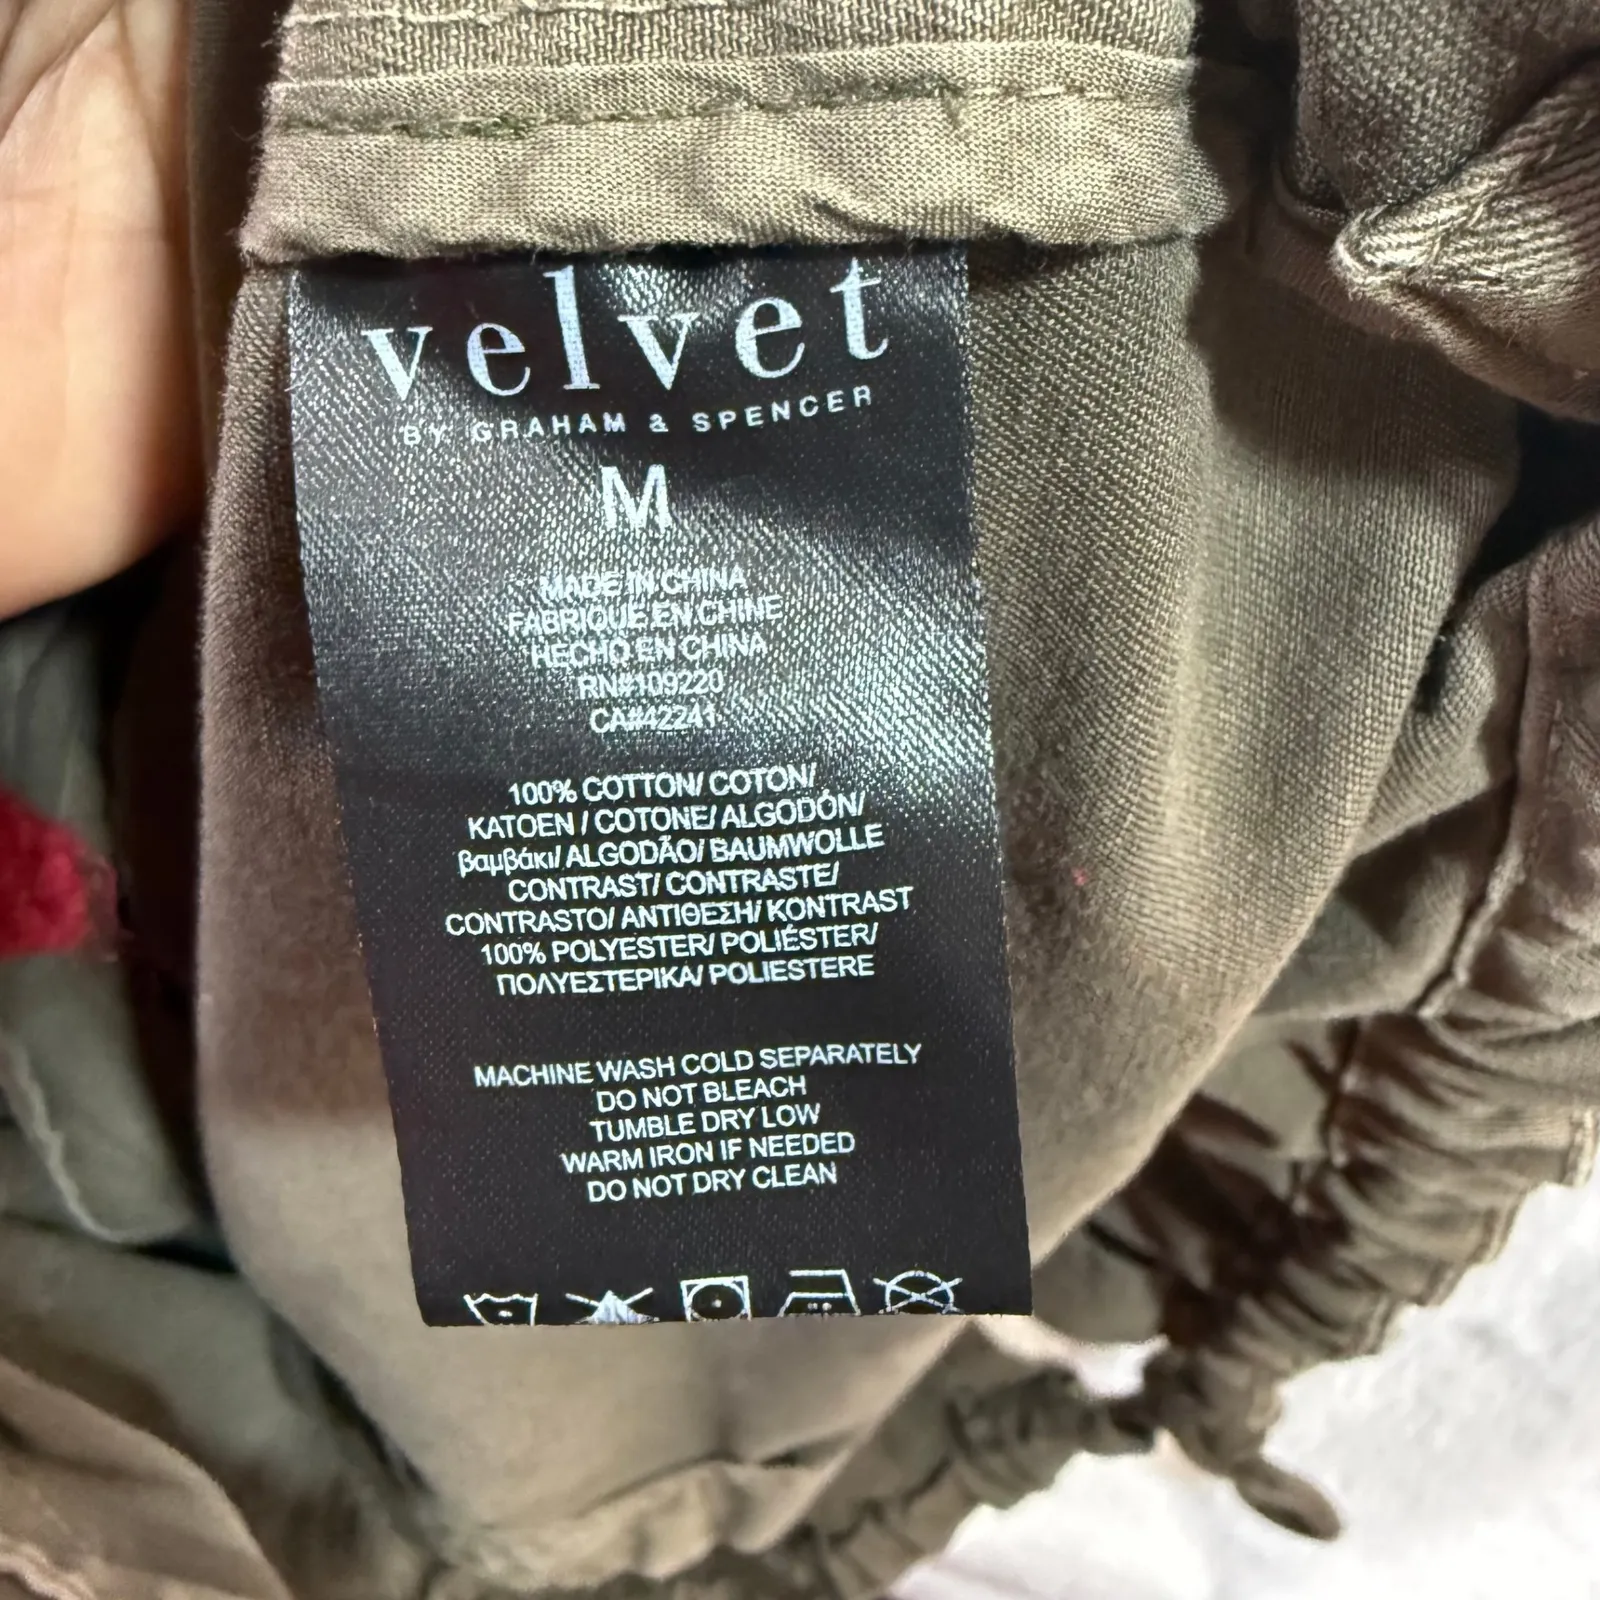 velvet
BY GRAHAM & SPENCER
M
MADE IN CHINA
FABRIQUE EN CHINE
HECHO EN CHINA
RN#109220
CA#42241
100% COTTON/ COTON/
KATOEN / COTONE/ ALGODÓN/
βαμβάκι/ ALGODÃO/ BAUMWOLLE
CONTRAST/ CONTRASTE/
CONTRASTO/ ΑΝΤΙΘΕΣΗ/ KONTRAST
100% POLYESTER/ POLIÉSTER/
ΠΟΛΥΕΣΤΕΡΙΚΑ/ POLIESTERE
MACHINE WASH COLD SEPARATELY
DO NOT BLEACH
TUMBLE DRY LOW
WARM IRON IF NEEDED
DO NOT DRY CLEAN